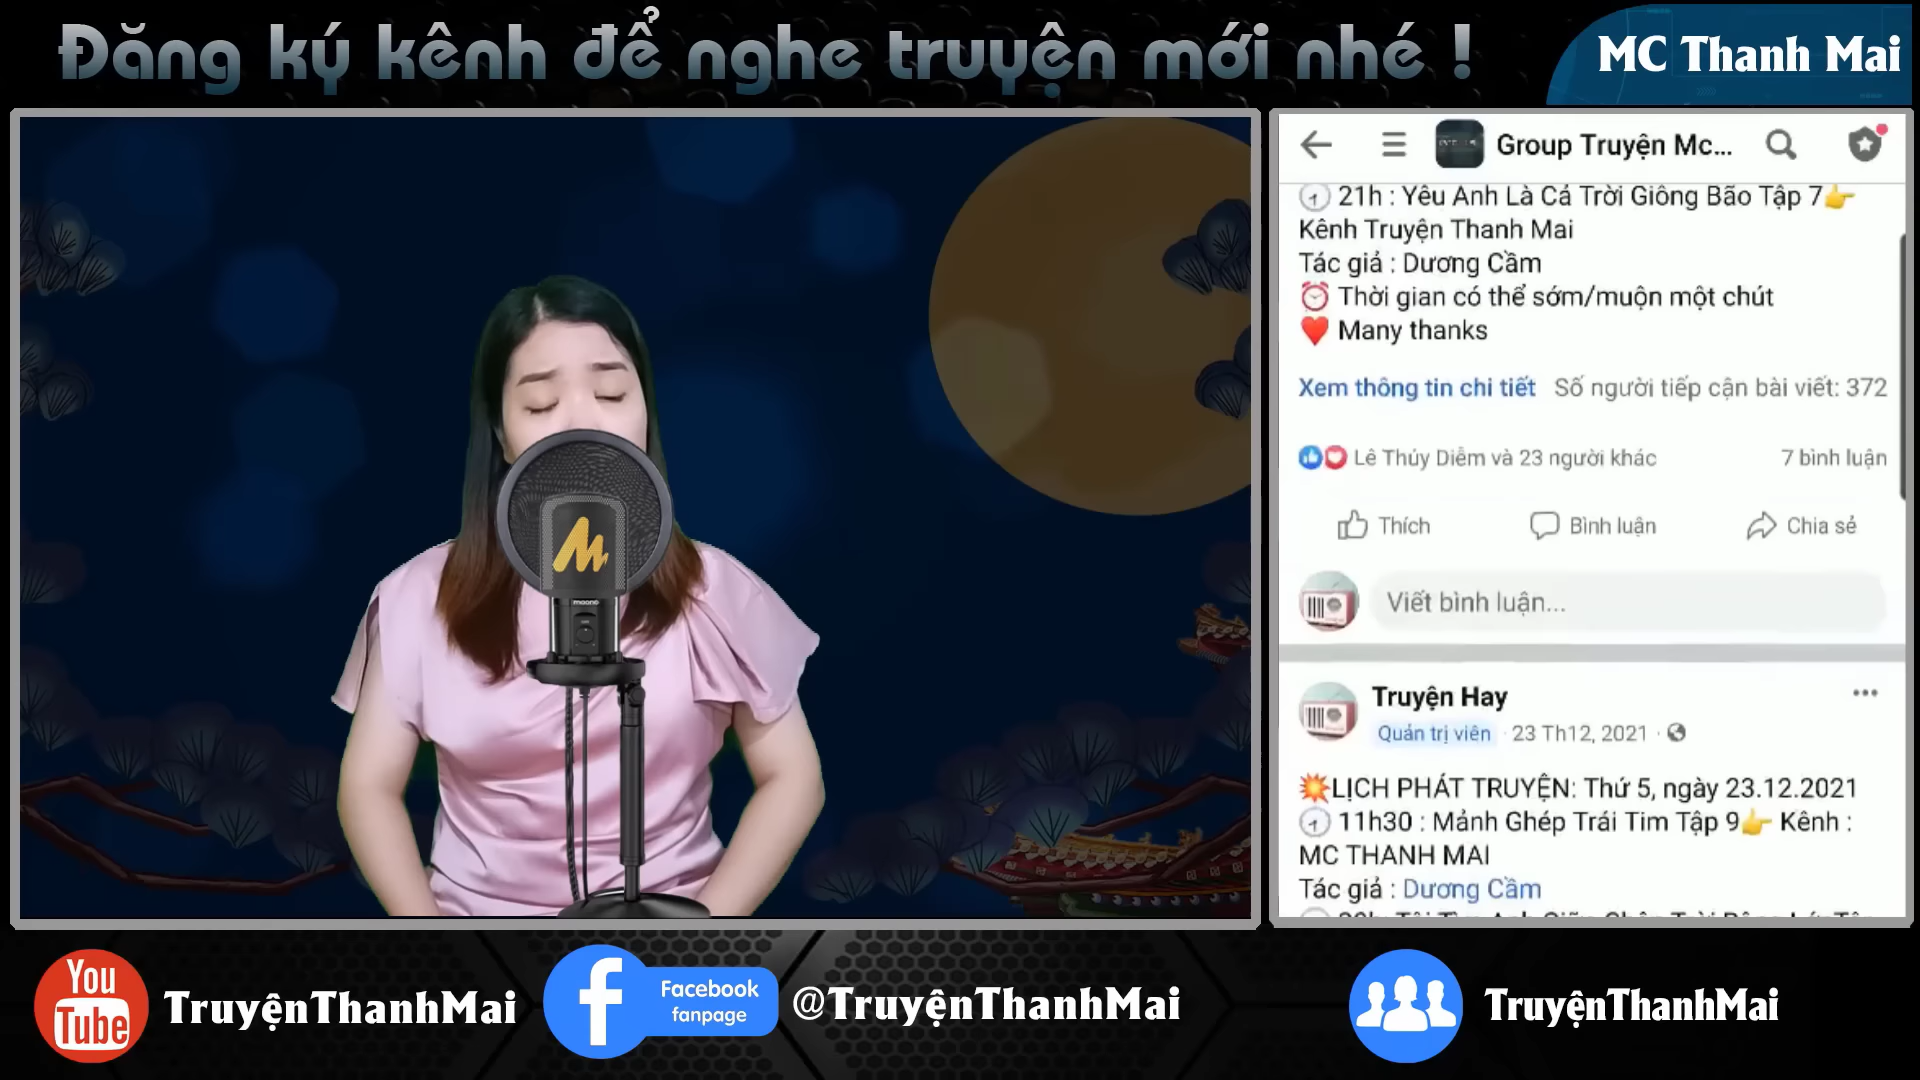 Đăng ký kênh để nghe truyện mới nhé !
MC Thanh Mai
Group Truyện Mc...
21h : Yêu Anh Là Cả Trời Giông Bão Tập 7👉
Kênh Truyện Thanh Mai
Tác giả : Dương Cầm
⏰ Thời gian có thể sớm/muộn một chút
❤️ Many thanks
Xem thông tin chi tiết Số người tiếp cận bài viết: 372
Lê Thúy Diễm và 23 người khác 7 bình luận
Thích Bình luận Chia sẻ
Viết bình luận...
Truyện Hay
Quản trị viên · 23 Th12, 2021 ·
💥LỊCH PHÁT TRUYỆN: Thứ 5, ngày 23.12.2021
11h30 : Mảnh Ghép Trái Tim Tập 9👉 Kênh :
MC THANH MAI
Tác giả : Dương Cầm
maono
You
Tube
TruyệnThanhMai
Facebook
fanpage
@TruyệnThanhMai
TruyệnThanhMai